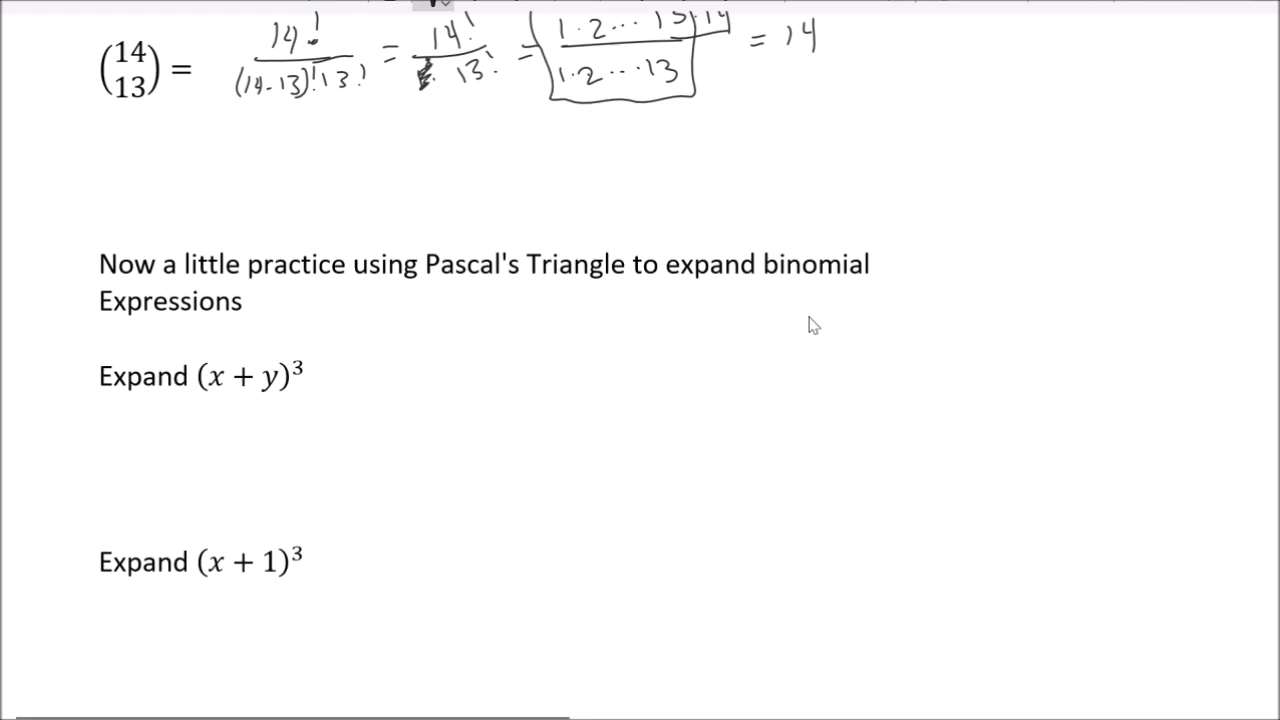 (14 13) = 14! / (14-13)! 13! = 14! / 13! = 1·2···13·14 / 1·2···13 = 14
Now a little practice using Pascal's Triangle to expand binomial
Expressions
Expand (x + y)³
Expand (x + 1)³